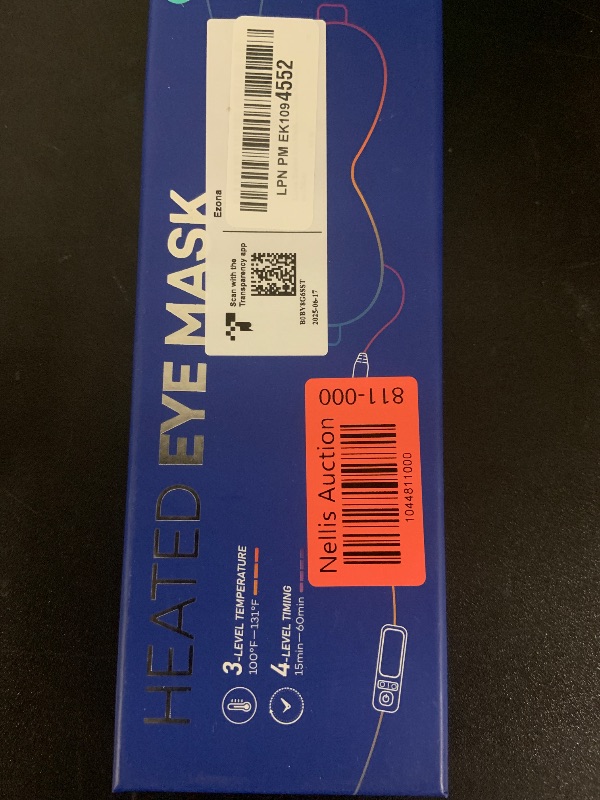 HEATED EYE MASK
3-LEVEL TEMPERATURE
100°F—131°F
4-LEVEL TIMING
15min—60min
LPN PM EK1094552
Ezona
Scan with the
Transparency app
B0BY8G6SST
2025-06-17
Nellis Auction
1044811000
811-000